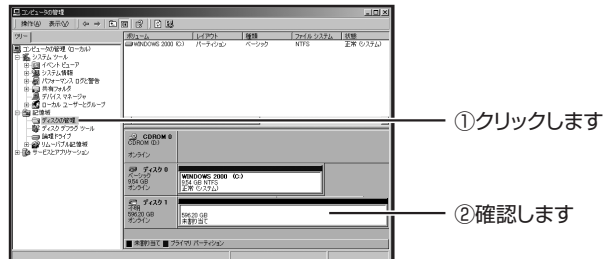 コンピュータの管理
操作(A) 表示(V)
ツリー
コンピュータの管理 (ローカル)
システム ツール
イベント ビューア
システム情報
パフォーマンス ログと警告
共有フォルダ
デバイス マネージャ
ローカル ユーザーとグループ
記憶域
ディスクの管理
ディスク デフラグ ツール
論理ドライブ
リムーバブル記憶域
サービスとアプリケーション
ボリューム レイアウト 種類 ファイル システム 状態
WINDOWS 2000 (C:) パーティション ベーシック NTFS 正常 (システム)
CDROM 0
CDROM (D:)
オンライン
ディスク 0
ベーシック
9.54 GB
オンライン
WINDOWS 2000 (C:)
9.54 GB NTFS
正常 (システム)
ディスク 1
不明
596.20 GB
オンライン
596.20 GB
未割り当て
未割り当て プライマリ パーティション
①クリックします
②確認します